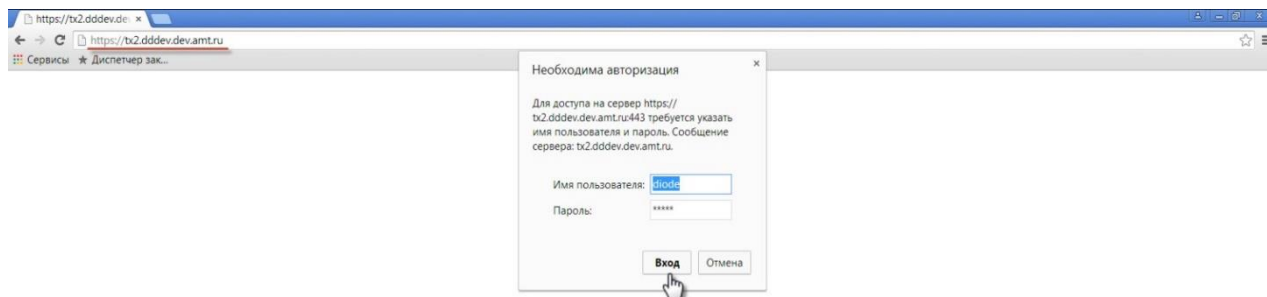 https://tx2.dddev.de
https://tx2.dddev.dev.amt.ru
Сервисы Диспетчер зак...
Необходима авторизация
Для доступа на сервер https://
tx2.dddev.dev.amt.ru:443 требуется указать
имя пользователя и пароль. Сообщение
сервера: tx2.dddev.dev.amt.ru.
Имя пользователя: diode
Пароль: *****
Вход Отмена